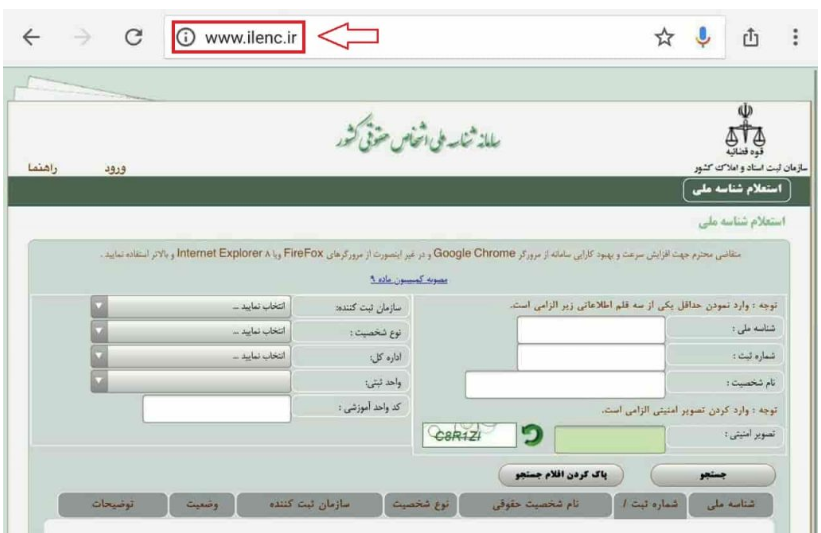 www.ilenc.ir
قوه قضائیه
سازمان ثبت اسناد و املاک کشور
سامانه شناسه ملی اشخاص حقوقی کشور
ورود
راهنما
استعلام شناسه ملی
استعلام شناسه ملی
متقاضی محترم جهت افزایش سرعت و بهبود کارایی سامانه از مرورگر Google Chrome و در غیر اینصورت از مرورگرهای FireFox ویا Internet Explorer ۸ و بالاتر استفاده نمایید .
مصوبه کمیسیون ماده ۹
توجه : وارد نمودن حداقل یکی از سه قلم اطلاعاتی زیر الزامی است.
شناسه ملی :
شماره ثبت :
نام شخصیت :
توجه : وارد کردن تصویر امنیتی الزامی است.
تصویر امنیتی :
C8R1ZI
سازمان ثبت کننده:
انتخاب نمایید ...
نوع شخصیت :
انتخاب نمایید ...
اداره کل:
انتخاب نمایید ...
واحد ثبتی:
کد واحد آموزشی :
جستجو
پاک کردن اقلام جستجو
شناسه ملی
شماره ثبت /
نام شخصیت حقوقی
نوع شخصیت
سازمان ثبت کننده
وضعیت
توضیحات